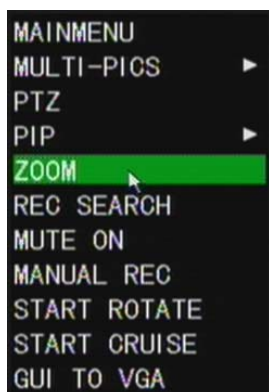 MAINMENU
MULTI-PICS
PTZ
PIP
ZOOM
REC SEARCH
MUTE ON
MANUAL REC
START ROTATE
START CRUISE
GUI TO VGA